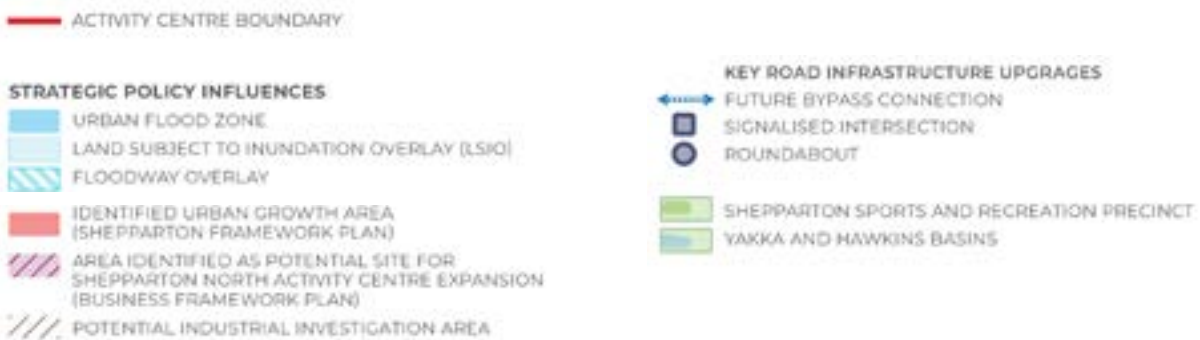 ACTIVITY CENTRE BOUNDARY
STRATEGIC POLICY INFLUENCES
URBAN FLOOD ZONE
LAND SUBJECT TO INUNDATION OVERLAY (LSIO)
FLOODWAY OVERLAY
IDENTIFIED URBAN GROWTH AREA
(SHEPPARTON FRAMEWORK PLAN)
AREA IDENTIFIED AS POTENTIAL SITE FOR
SHEPPARTON NORTH ACTIVITY CENTRE EXPANSION
(BUSINESS FRAMEWORK PLAN)
POTENTIAL INDUSTRIAL INVESTIGATION AREA
KEY ROAD INFRASTRUCTURE UPGRAGES
FUTURE BYPASS CONNECTION
SIGNALISED INTERSECTION
ROUNDABOUT
SHEPPARTON SPORTS AND RECREATION PRECINCT
YAKKA AND HAWKINS BASINS